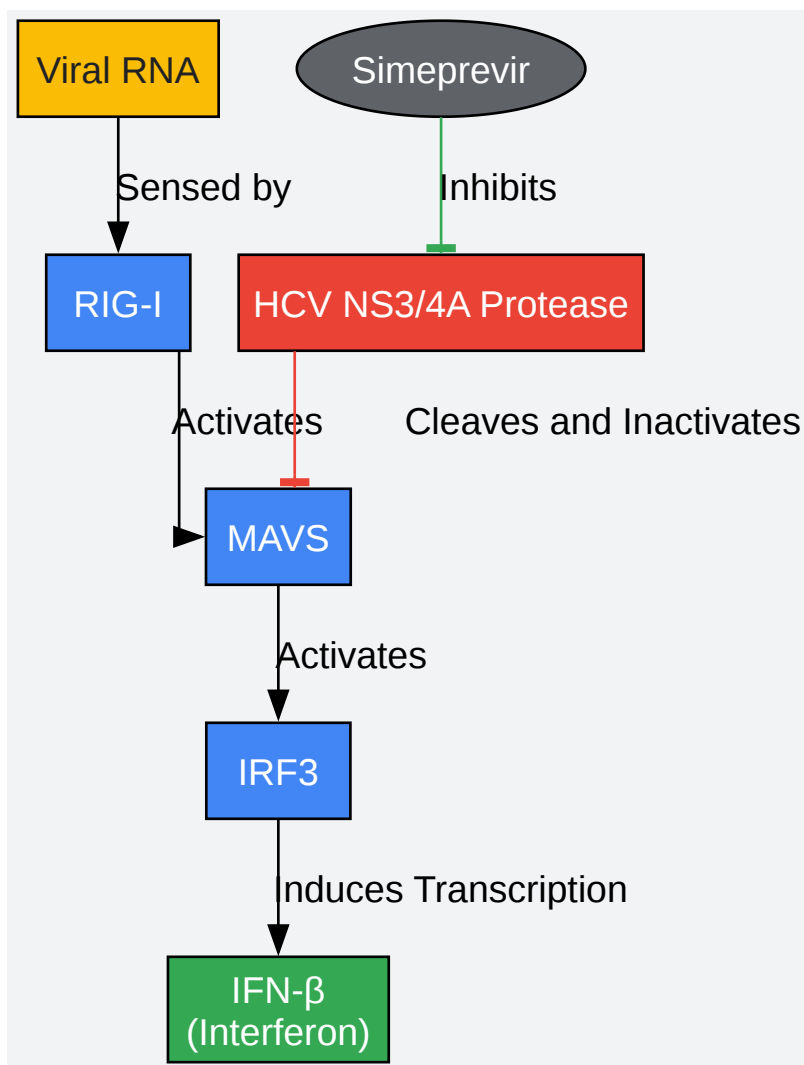 Viral RNA
Simeprevir
Sensed by
Inhibits
RIG-I
HCV NS3/4A Protease
Activates
Cleaves and Inactivates
MAVS
Activates
IRF3
Induces Transcription
IFN-β
(Interferon)